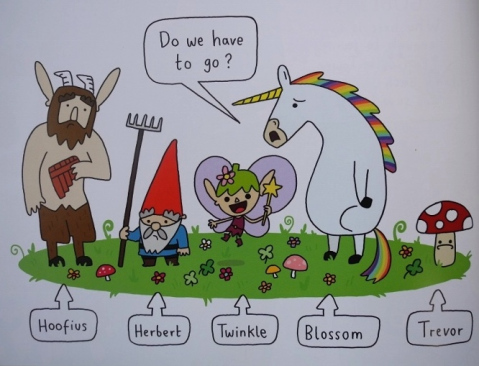 Do we have
to go?
Hoofius
Herbert
Twinkle
Blossom
Trevor